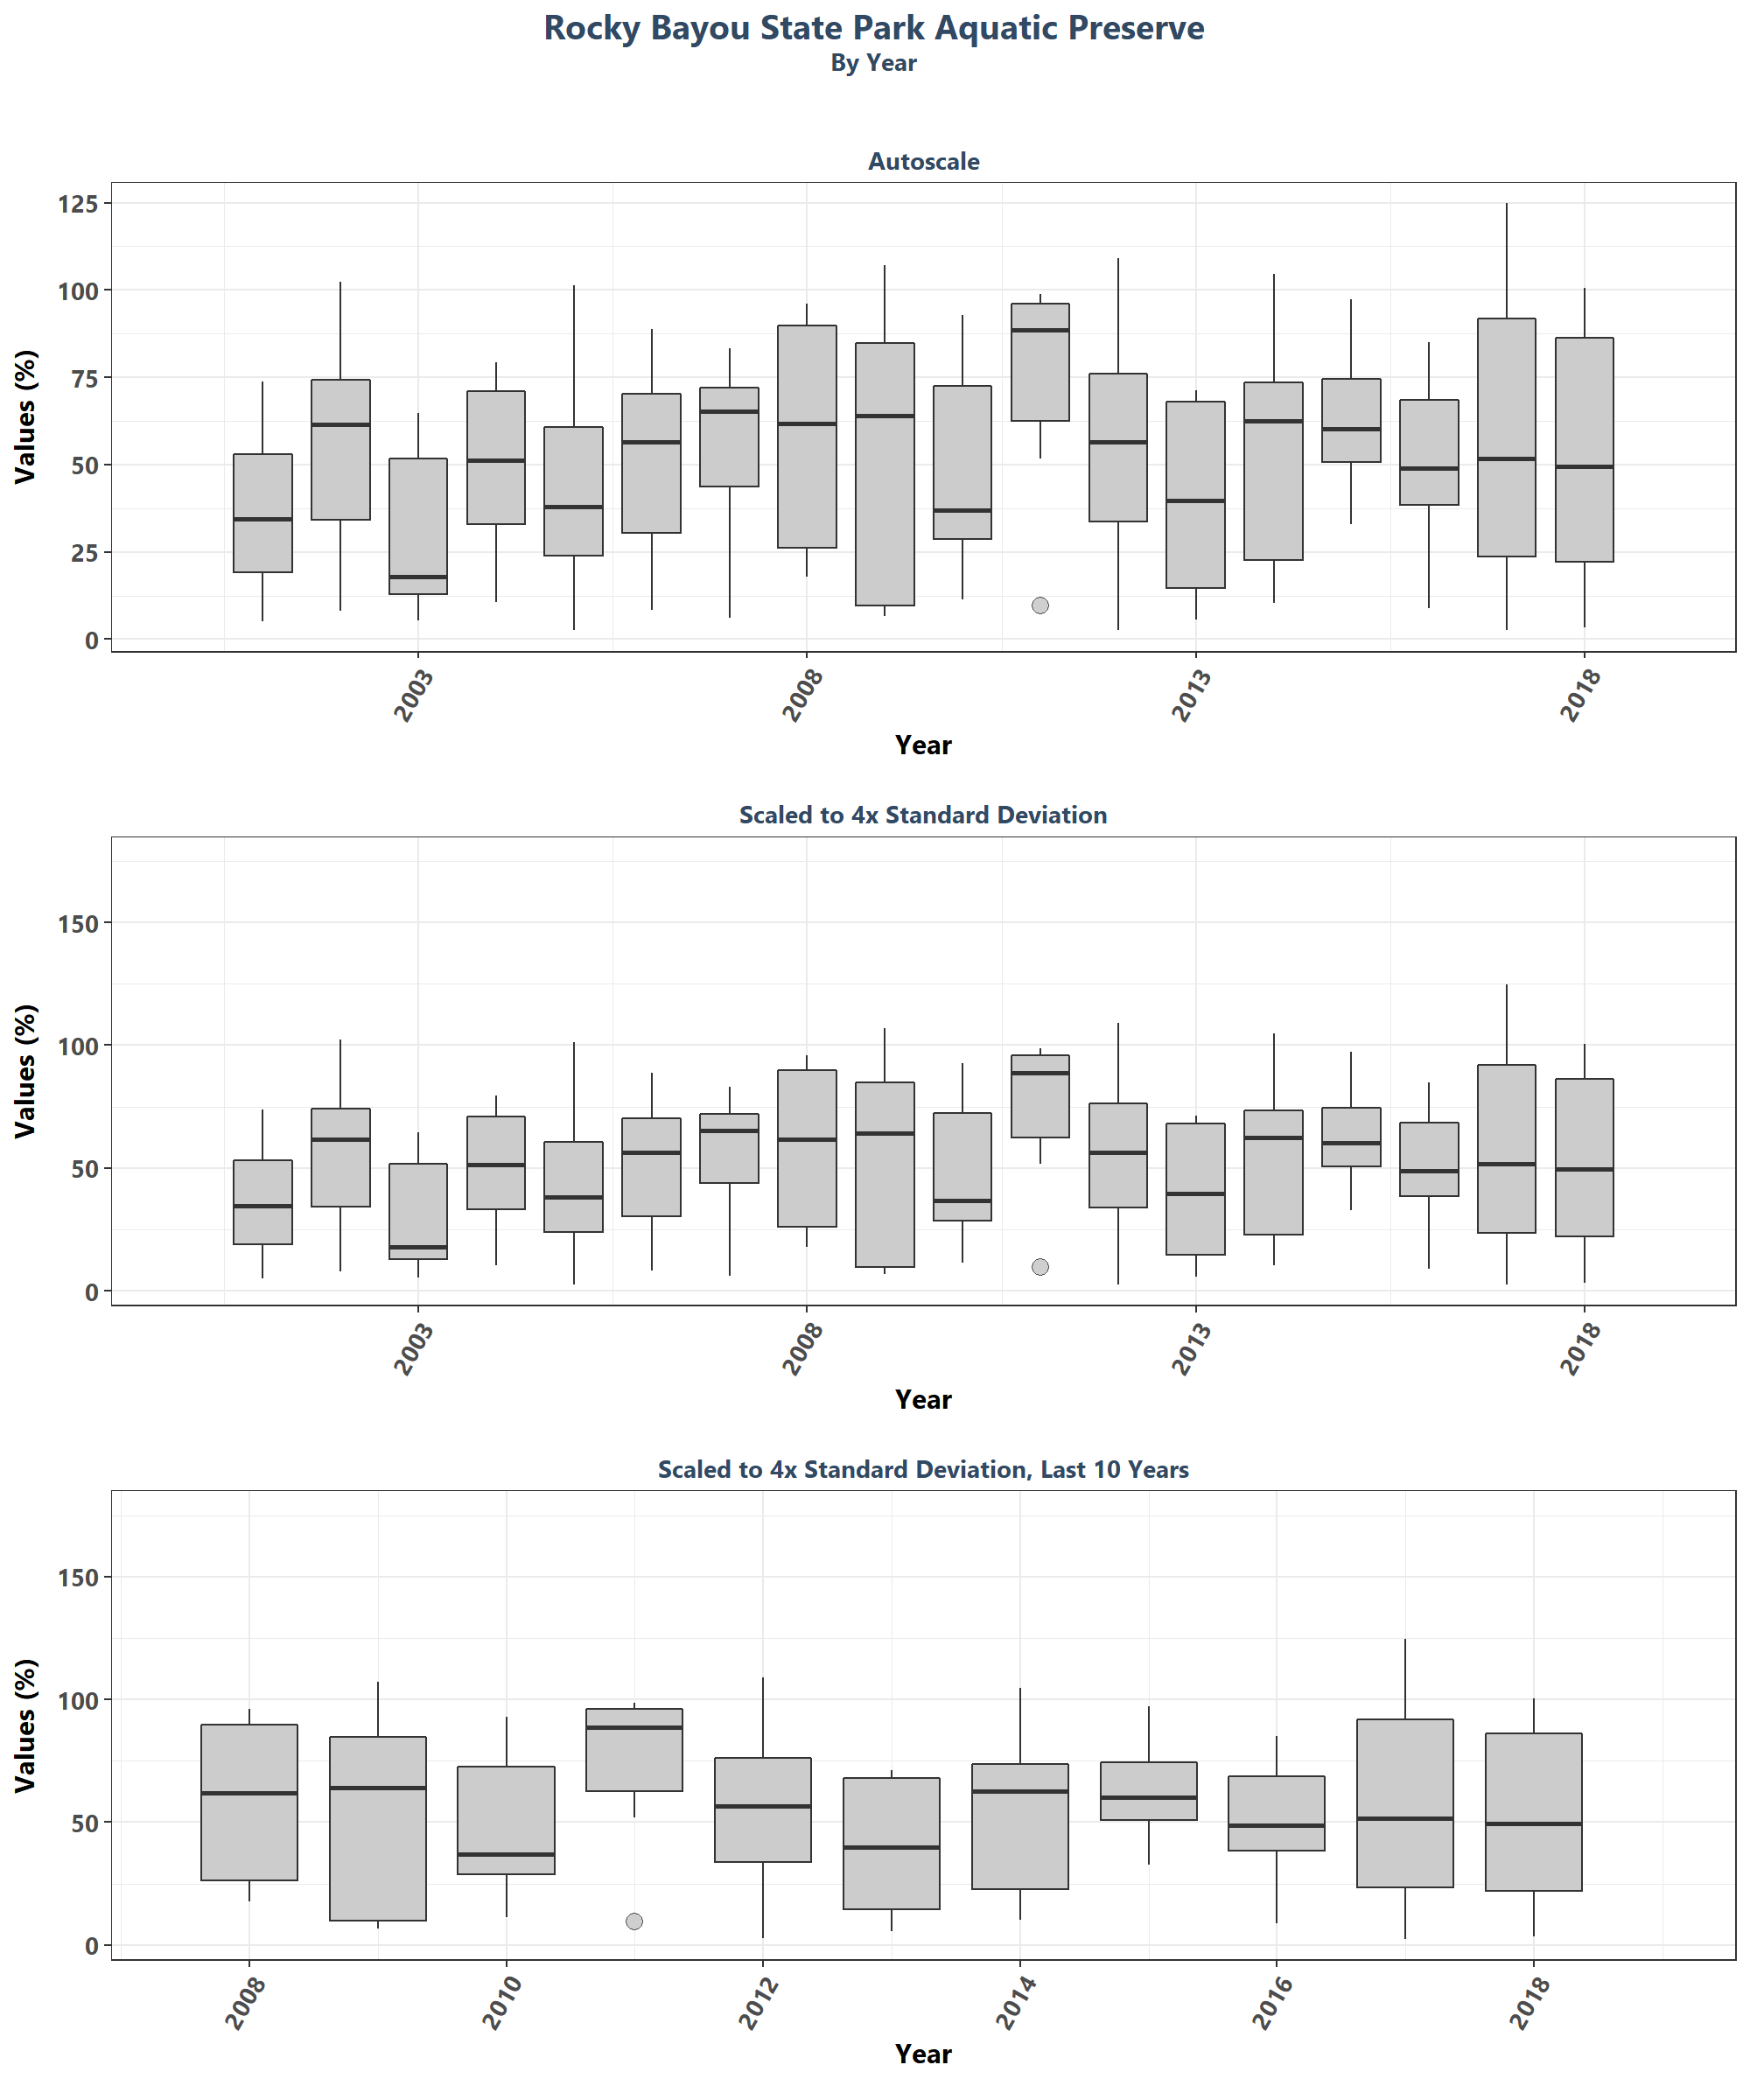 Rocky Bayou State Park Aquatic Preserve
By Year
Autoscale
Values (%)
125
100
75
50
25
0
2003
2008
2013
2018
Year
Scaled to 4x Standard Deviation
Values (%)
150
100
50
0
2003
2008
2013
2018
Year
Scaled to 4x Standard Deviation, Last 10 Years
Values (%)
150
100
50
0
2008
2010
2012
2014
2016
2018
Year